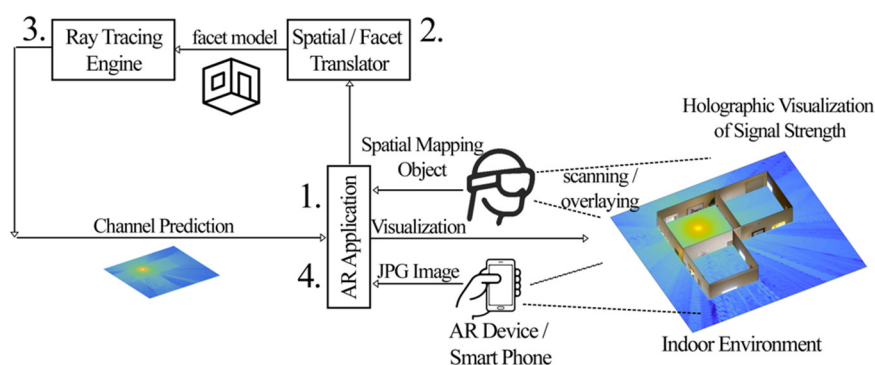 3.
Ray Tracing
Engine
facet model
Spatial / Facet
Translator
2.
Holographic Visualization
of Signal Strength
Spatial Mapping
Object
scanning /
overlaying
1.
AR Application
Channel Prediction
Visualization
4.
JPG Image
AR Device /
Smart Phone
Indoor Environment